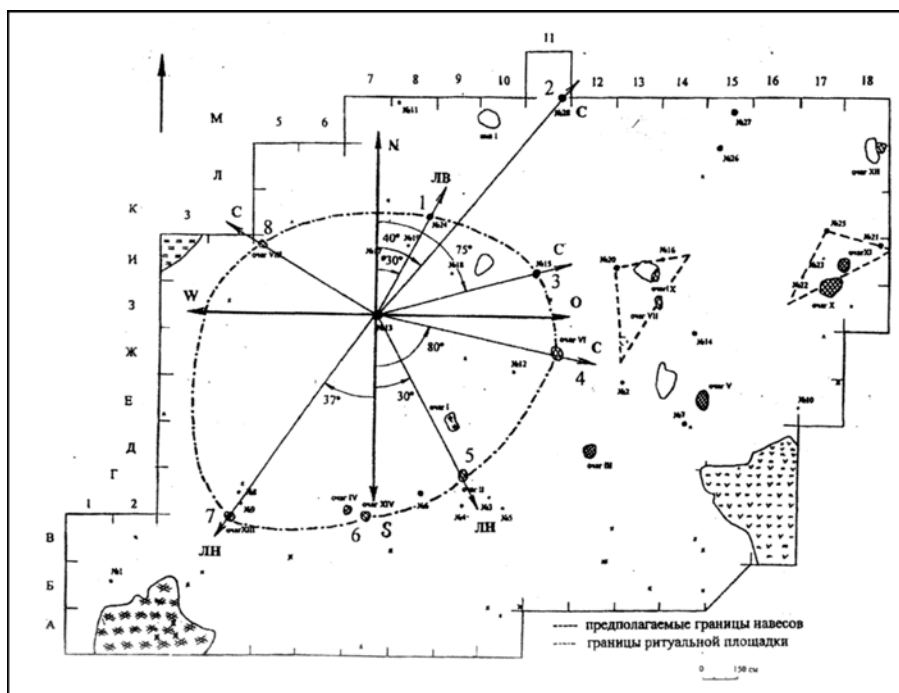 11
7 8 9 10 2 12 13 14 15 16 17 18
С
№11
№28
№27
М
5 6
N
№26
очаг XII
Л
ЛВ
К
3
С
8
1
№24
40°
№19
75°
№25
И
очаг VIII
30°
№18
С
№15
3
№20
№16
№21
№23
очаг XI
очаг IX
№22
очаг X
З
W
О
очаг VII
№13
очаг VI
№14
Ж
80°
С
4
№12
№2
Е
37°
30°
очаг I
очаг V
№7
№10
Д
5
очаг III
Г
очаг II
1 2
№8
№9
очаг IV
очаг XIV
№6
№4
№3
№5
7
очаг XIII
6
S
ЛН
ЛН
В
Б
№1
А
предполагаемые границы навесов
границы ритуальной площадки
0 150 см